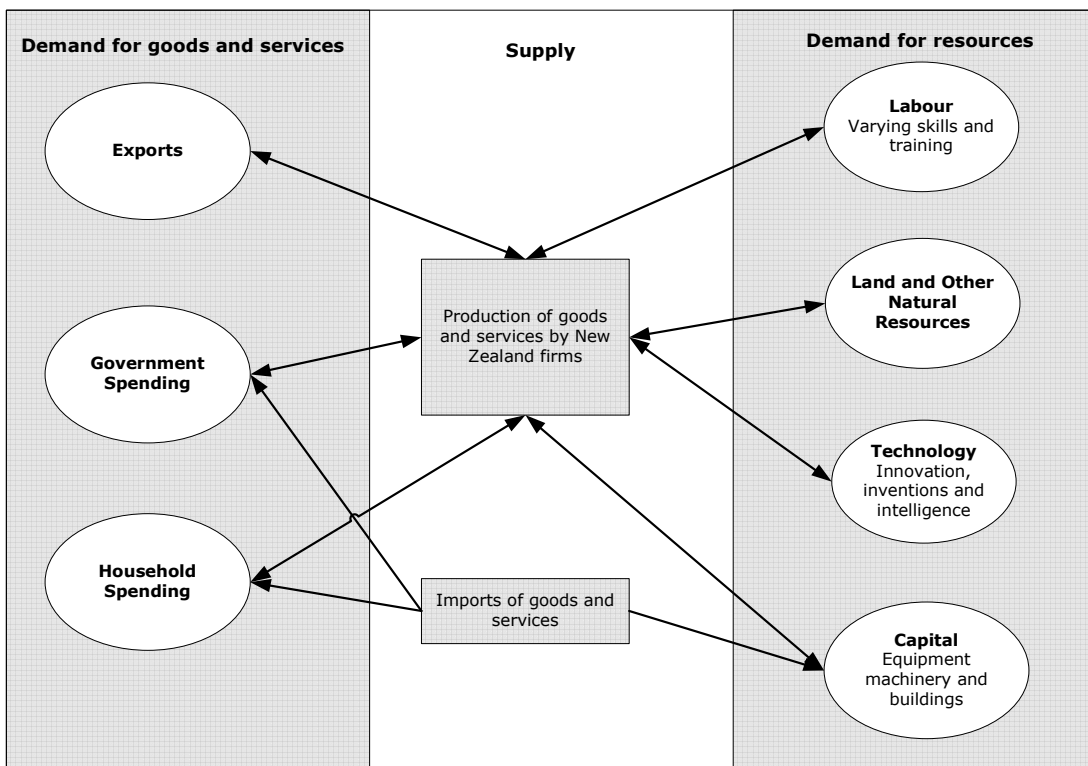 Demand for goods and services
Exports
Government
Spending
Household
Spending
Supply
Production of goods
and services by New
Zealand firms
Imports of goods and
services
Demand for resources
Labour
Varying skills and
training
Land and Other
Natural
Resources
Technology
Innovation,
inventions and
intelligence
Capital
Equipment
machinery and
buildings